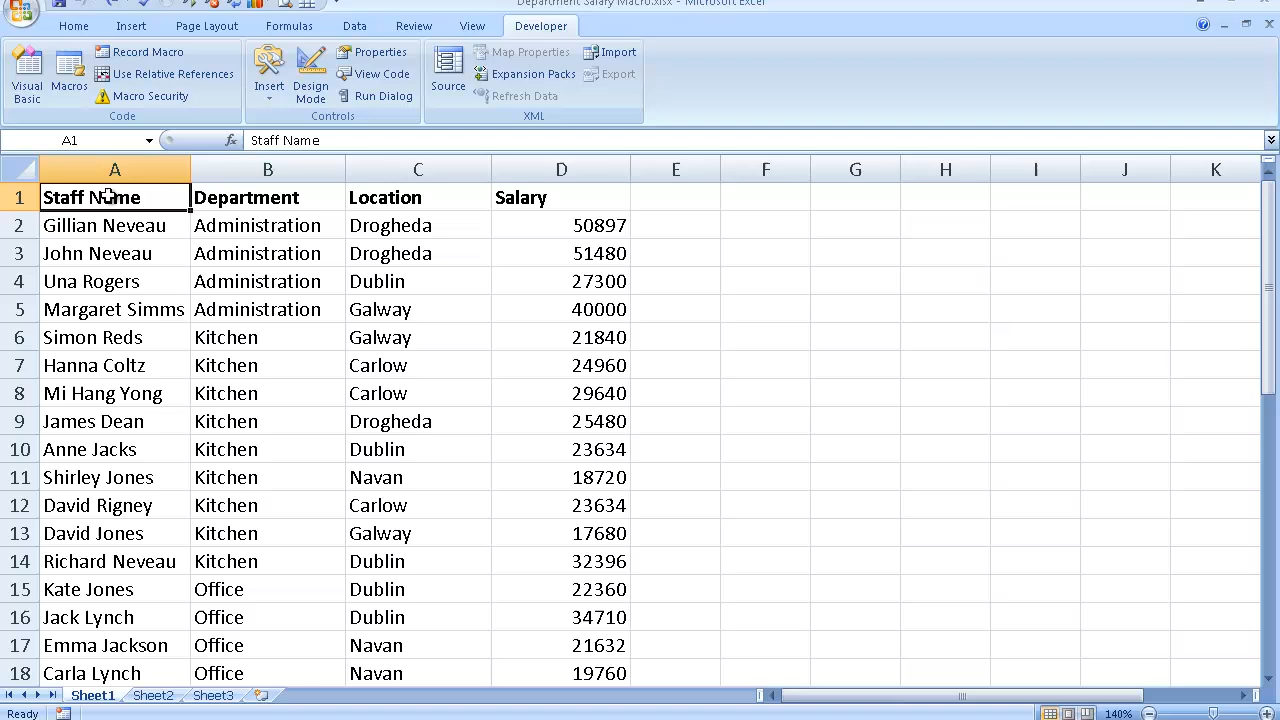 Department Salary Macro.xlsx - Microsoft Excel
Home Insert Page Layout Formulas Data Review View Developer
Visual Basic
Macros
Record Macro
Use Relative References
Macro Security
Code
Insert
Design Mode
Properties
View Code
Run Dialog
Controls
Source
Map Properties
Expansion Packs
Refresh Data
Import
Export
XML
A1 fx Staff Name
A B C D E F G H I J K
1 Staff Name Department Location Salary
2 Gillian Neveau Administration Drogheda 50897
3 John Neveau Administration Drogheda 51480
4 Una Rogers Administration Dublin 27300
5 Margaret Simms Administration Galway 40000
6 Simon Reds Kitchen Galway 21840
7 Hanna Coltz Kitchen Carlow 24960
8 Mi Hang Yong Kitchen Carlow 29640
9 James Dean Kitchen Drogheda 25480
10 Anne Jacks Kitchen Dublin 23634
11 Shirley Jones Kitchen Navan 18720
12 David Rigney Kitchen Carlow 23634
13 David Jones Kitchen Galway 17680
14 Richard Neveau Kitchen Dublin 32396
15 Kate Jones Office Dublin 22360
16 Jack Lynch Office Dublin 34710
17 Emma Jackson Office Navan 21632
18 Carla Lynch Office Navan 19760
Sheet1 Sheet2 Sheet3
Ready 140%